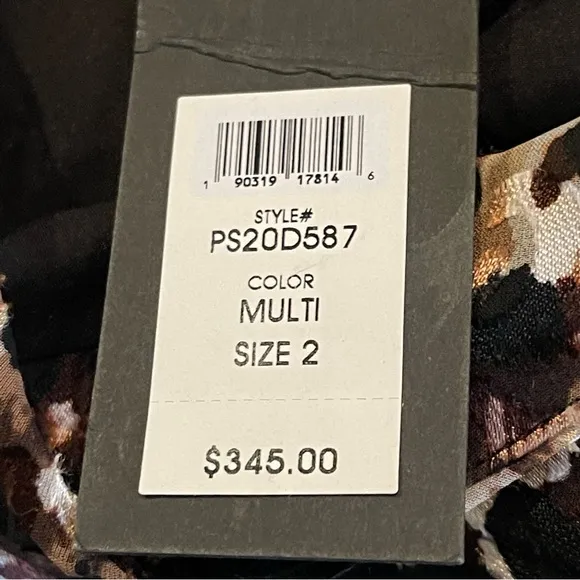 1 90319 17814 6
STYLE#
PS20D587
COLOR
MULTI
SIZE 2
$345.00